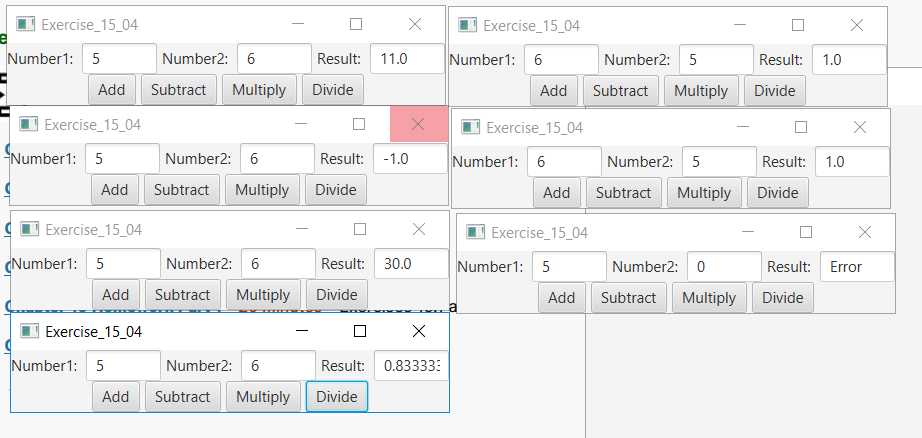 Exercise_15_04
Number1: 5 Number2: 6 Result: 11.0
Add Subtract Multiply Divide
Exercise_15_04
Number1: 6 Number2: 5 Result: 1.0
Add Subtract Multiply Divide
Exercise_15_04
Number1: 5 Number2: 6 Result: -1.0
Add Subtract Multiply Divide
Exercise_15_04
Number1: 6 Number2: 5 Result: 1.0
Add Subtract Multiply Divide
Exercise_15_04
Number1: 5 Number2: 6 Result: 30.0
Add Subtract Multiply Divide
Exercise_15_04
Number1: 5 Number2: 0 Result: Error
Add Subtract Multiply Divide
Exercise_15_04
Number1: 5 Number2: 6 Result: 0.833333
Add Subtract Multiply Divide